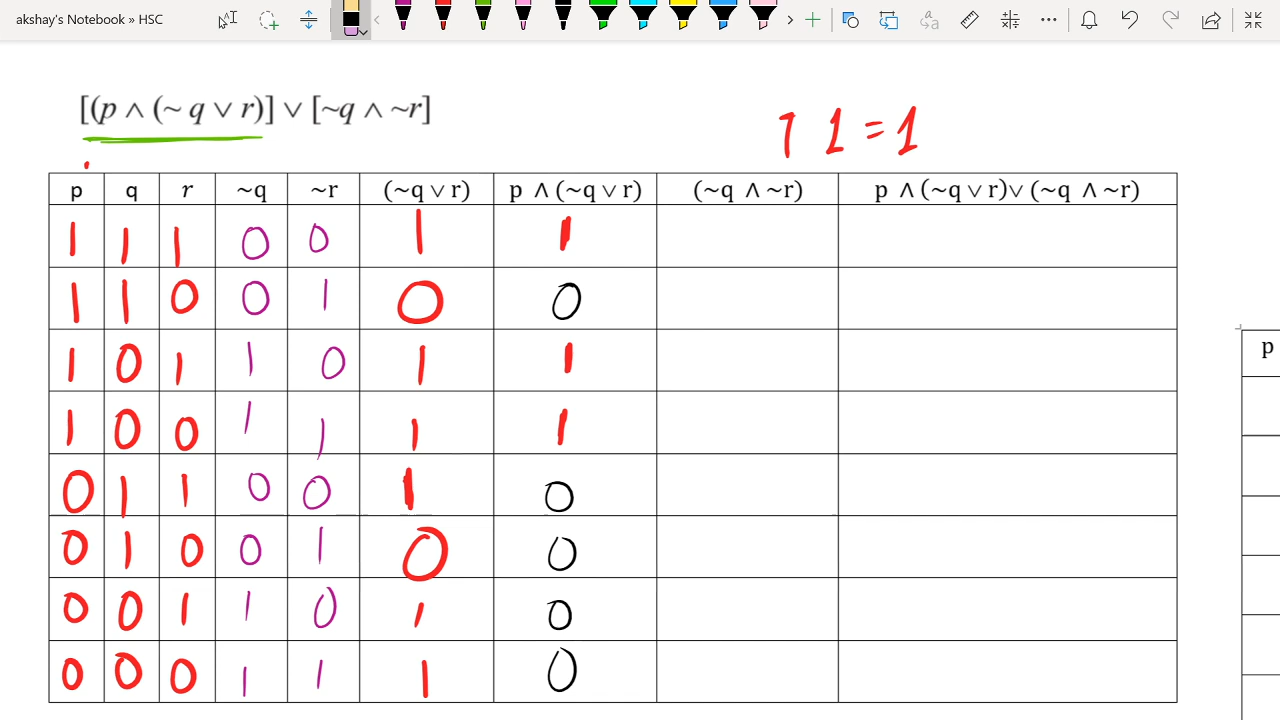 akshay's Notebook » HSC
[(p ∧ (~ q ∨ r)] ∨ [~q ∧ ~r]
1 1 = 1
p q r ~q ~r (~q ∨ r) p ∧ (~q ∨ r) (~q ∧ ~r) p ∧ (~q ∨ r)∨ (~q ∧ ~r)
1 1 1 0 0 1 1
1 1 0 0 1 0 0
1 0 1 1 0 1 1
p
1 0 0 1 1 1 1
0 1 1 0 0 1 0
0 1 0 0 1 0 0
0 0 1 1 0 1 0
0 0 0 1 1 1 0